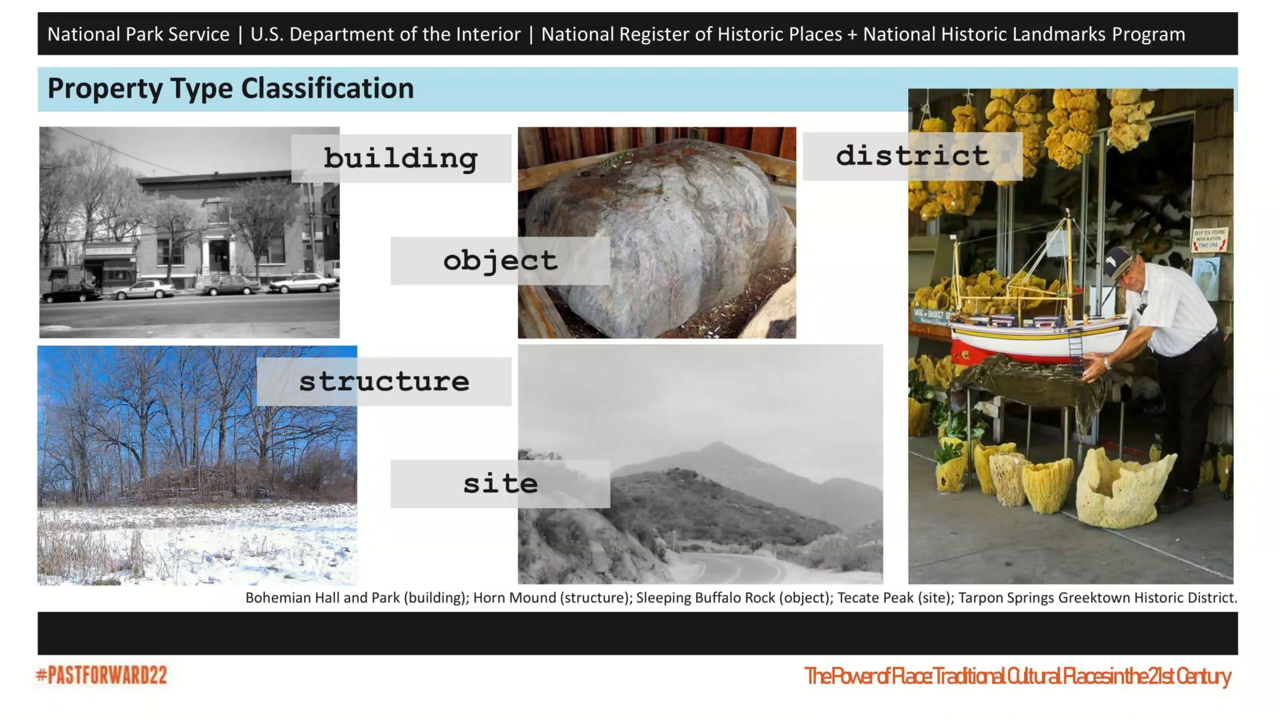 National Park Service | U.S. Department of the Interior | National Register of Historic Places + National Historic Landmarks Program
Property Type Classification
building
district
object
structure
site
Bohemian Hall and Park (building); Horn Mound (structure); Sleeping Buffalo Rock (object); Tecate Peak (site); Tarpon Springs Greektown Historic District.
#PASTFORWARD22
The Power of Place: Traditional Cultural Places in the 21st Century